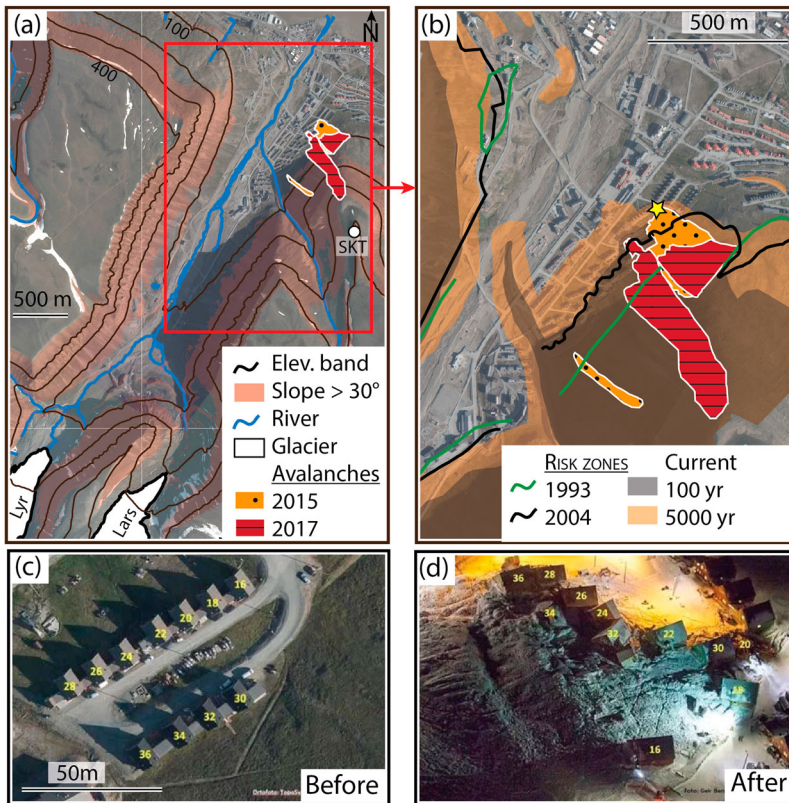 (a)
100
N
400
SKT
500 m
Elev. band
Slope > 30°
River
Glacier
Avalanches
2015
2017
Lyr
Lars
(b)
500 m
RISK ZONES
1993
2004
Current
100 yr
5000 yr
(c)
16
18
20
22
24
26
28
30
32
34
36
50m
Before
(d)
36
28
26
34
24
32
22
30
20
18
16
After